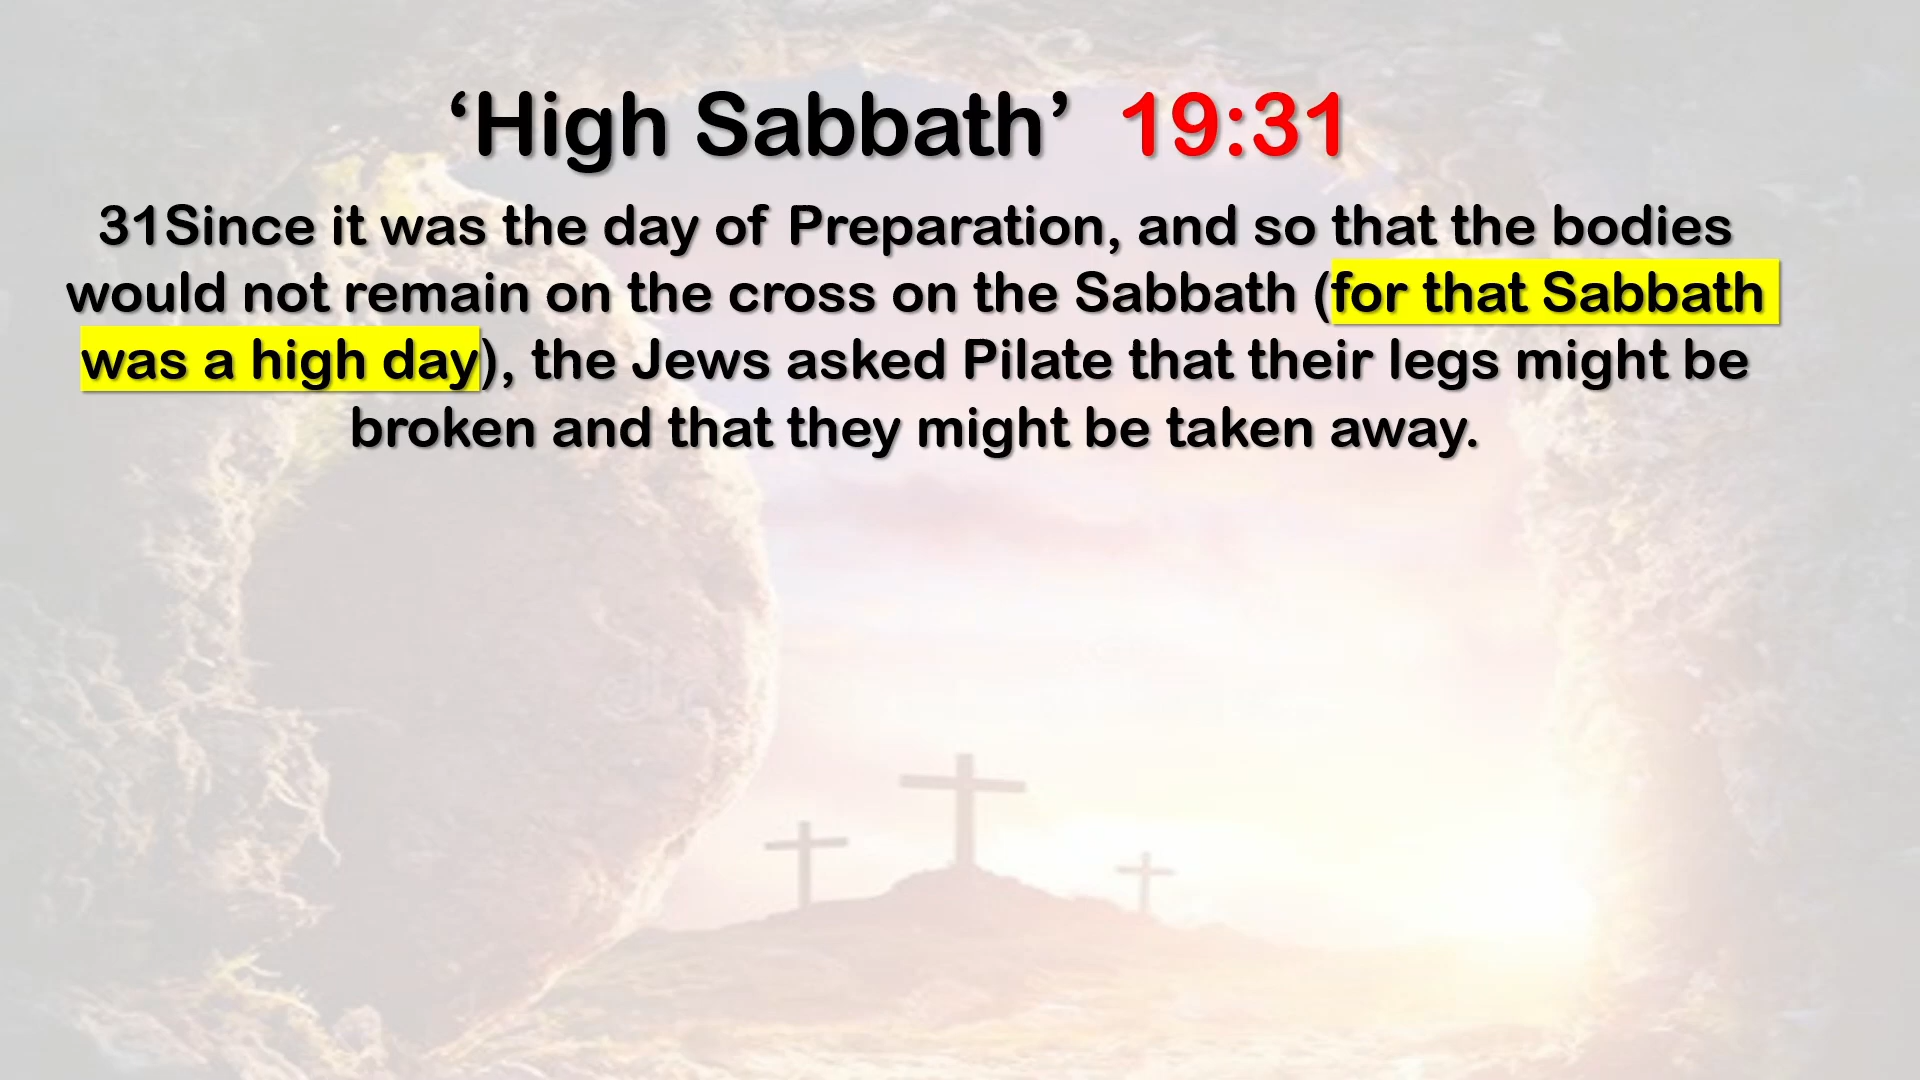 ‘High Sabbath’ 19:31
31Since it was the day of Preparation, and so that the bodies
would not remain on the cross on the Sabbath (for that Sabbath
was a high day), the Jews asked Pilate that their legs might be
broken and that they might be taken away.